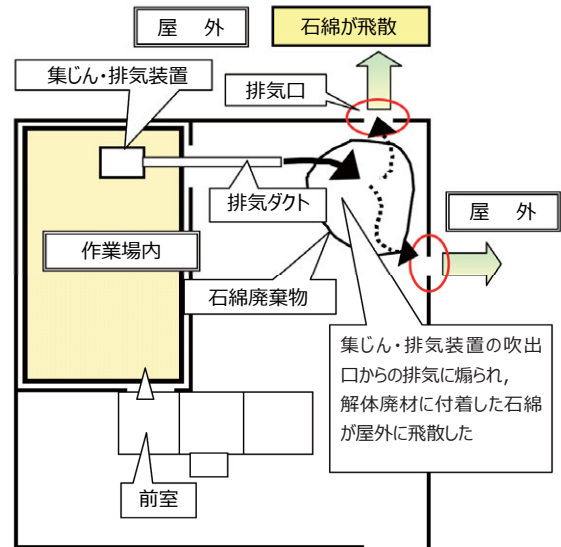 屋 外
石綿が飛散
集じん・排気装置
排気口
排気ダクト
屋 外
作業場内
石綿廃棄物
集じん・排気装置の吹出
口からの排気に煽られ，
解体廃材に付着した石綿
が屋外に飛散した
前室